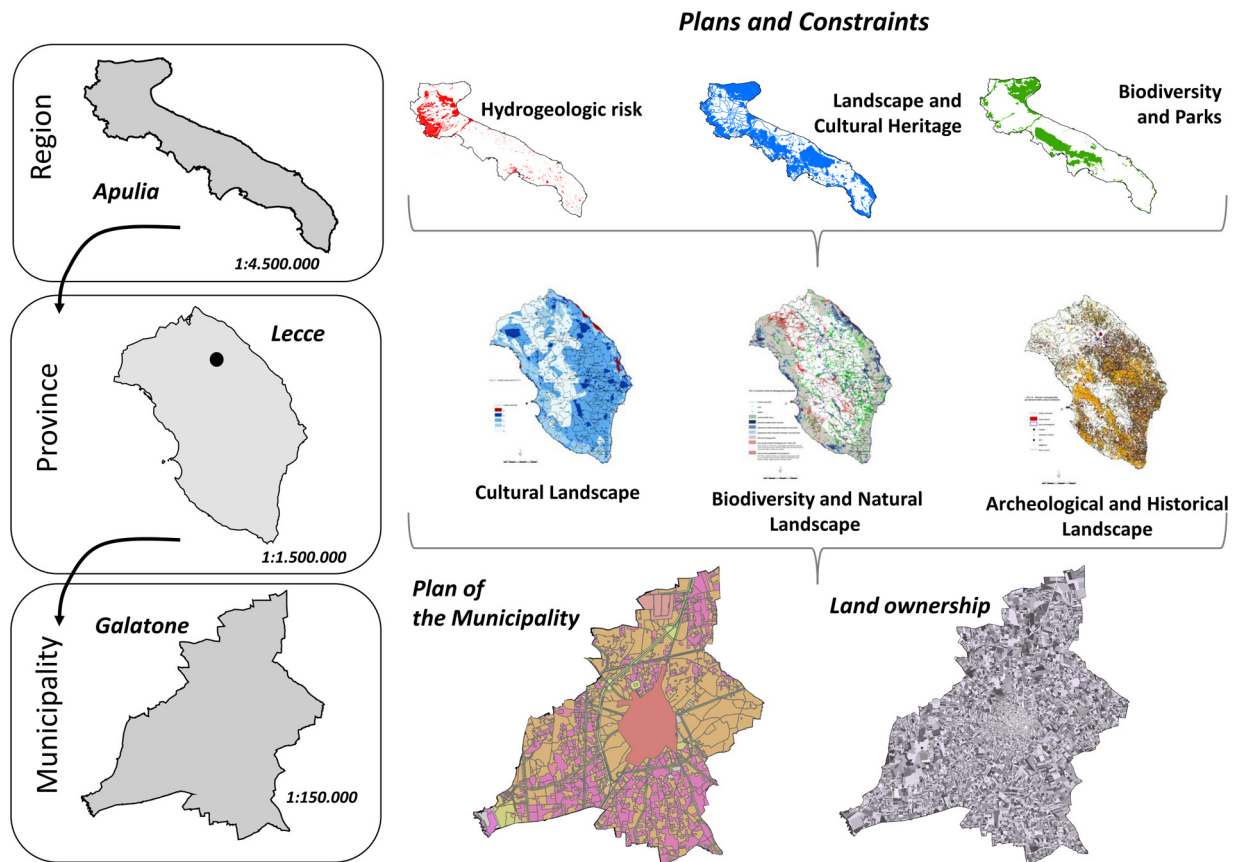 Plans and Constraints
Region
Apulia
1:4.500.000
Hydrogeologic risk
Landscape and
Cultural Heritage
Biodiversity
and Parks
Province
Lecce
1:1.500.000
Cultural Landscape
Biodiversity and Natural
Landscape
Archeological and Historical
Landscape
Municipality
Galatone
1:150.000
Plan of
the Municipality
Land ownership